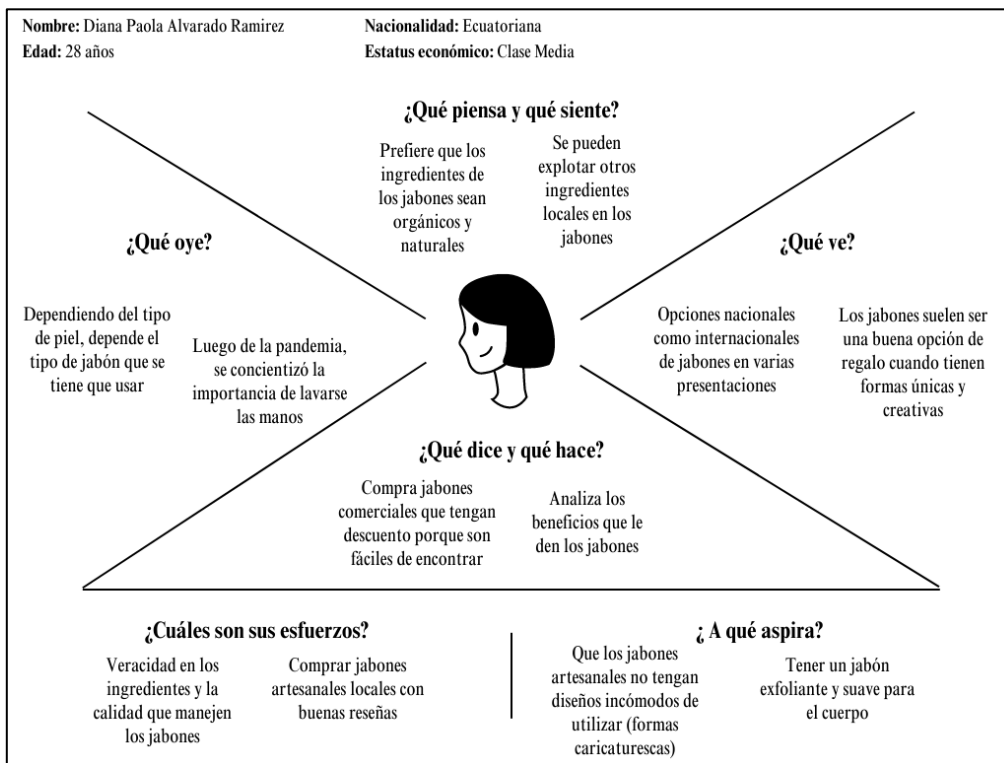 Nombre: Diana Paola Alvarado Ramirez
Nacionalidad: Ecuatoriana
Edad: 28 años
Estatus económico: Clase Media
¿Qué piensa y qué siente?
Prefiere que los
ingredientes de
los jabones sean
orgánicos y
naturales
Se pueden
explotar otros
ingredientes
locales en los
jabones
¿Qué oye?
Dependiendo del tipo
de piel, depende el
tipo de jabón que se
tiene que usar
Luego de la pandemia,
se concientizó la
importancia de lavarse
las manos
¿Qué ve?
Opciones nacionales
como internacionales
de jabones en varias
presentaciones
Los jabones suelen ser
una buena opción de
regalo cuando tienen
formas únicas y
creativas
¿Qué dice y qué hace?
Compra jabones
comerciales que tengan
descuento porque son
fáciles de encontrar
Analiza los
beneficios que le
den los jabones
¿Cuáles son sus esfuerzos?
Veracidad en los
ingredientes y la
calidad que manejen
los jabones
Comprar jabones
artesanales locales con
buenas reseñas
¿ A qué aspira?
Que los jabones
artesanales no tengan
diseños incómodos de
utilizar (formas
caricaturescas)
Tener un jabón
exfoliante y suave para
el cuerpo